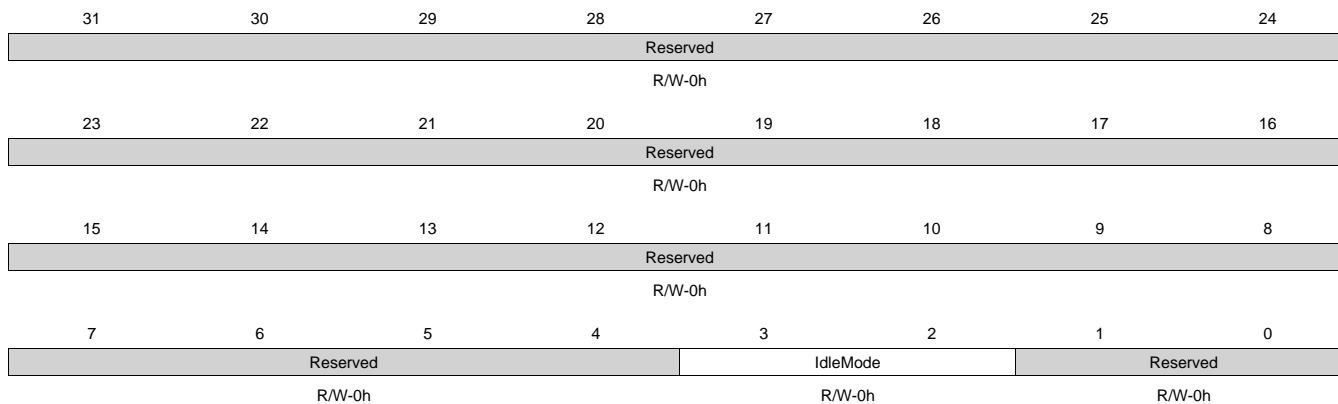 31 30 29 28 27 26 25 24
Reserved
R/W-0h
23 22 21 20 19 18 17 16
Reserved
R/W-0h
15 14 13 12 11 10 9 8
Reserved
R/W-0h
7 6 5 4 3 2 1 0
Reserved IdleMode Reserved
R/W-0h R/W-0h R/W-0h